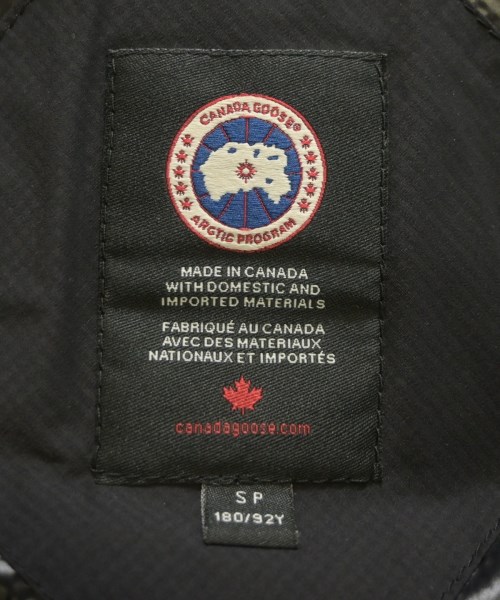 CANADA GOOSE®
ARCTIC PROGRAM
MADE IN CANADA
WITH DOMESTIC AND
IMPORTED MATERIALS
FABRIQUÉ AU CANADA
AVEC DES MATERIAUX
NATIONAUX ET IMPORTÉS
canadagoose.com
S P
180/92Y